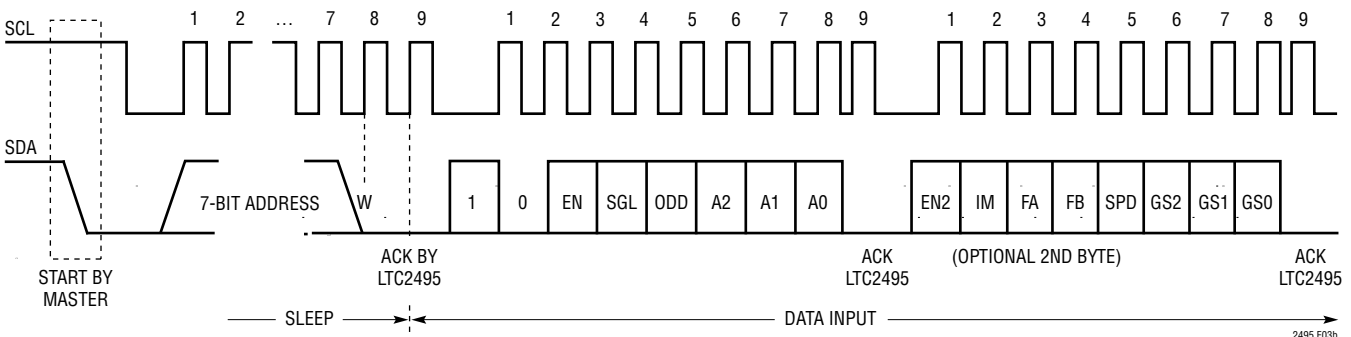 SCL
1 2 ... 7 8 9 1 2 3 4 5 6 7 8 9 1 2 3 4 5 6 7 8 9
SDA
7-BIT ADDRESS W 1 0 EN SGL ODD A2 A1 A0 EN2 IM FA FB SPD GS2 GS1 GS0
START BY
MASTER
ACK BY
LTC2495
ACK
LTC2495
(OPTIONAL 2ND BYTE)
ACK
LTC2495
SLEEP
DATA INPUT
2495 F03b